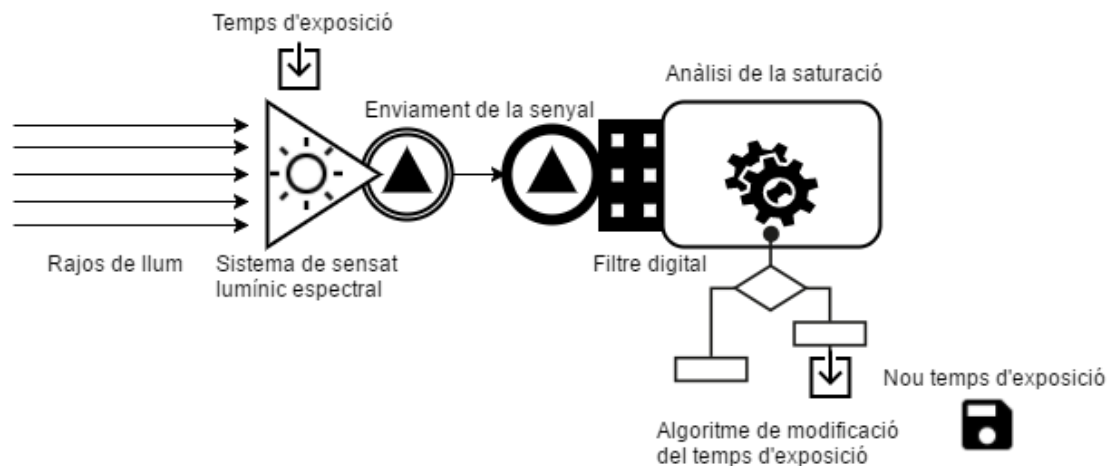 Temps d'exposició
Anàlisi de la saturació
Enviament de la senyal
Rajos de llum
Sistema de sensat
lumínic espectral
Filtre digital
Nou temps d'exposició
Algoritme de modificació
del temps d'exposició